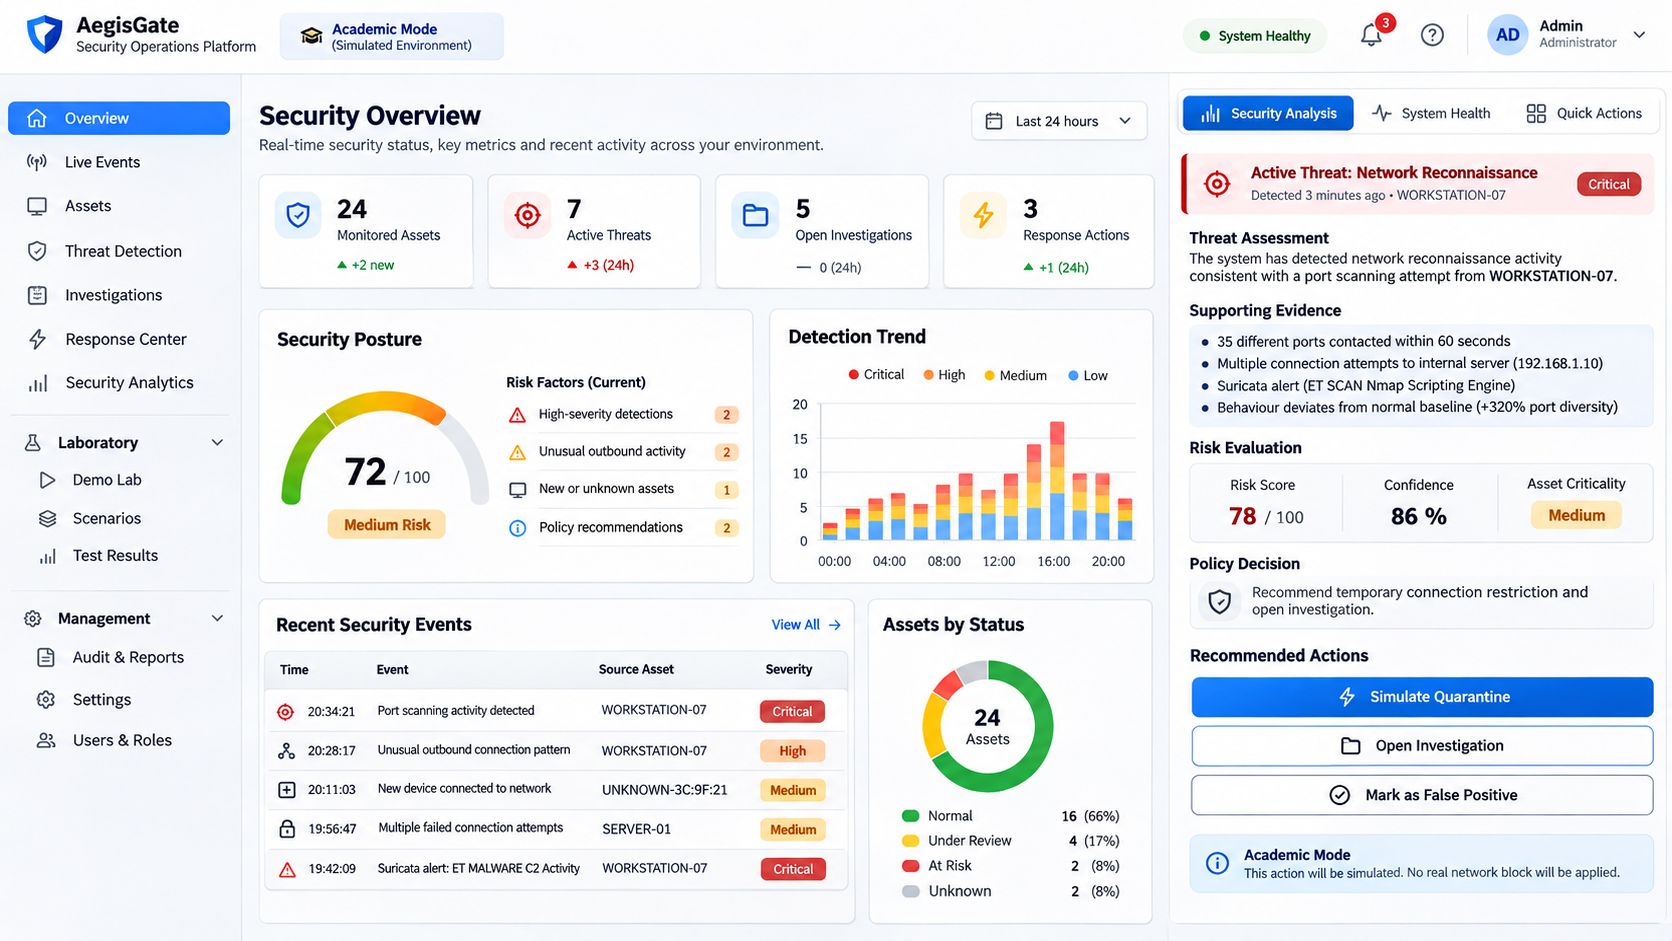 AegisGate
Security Operations Platform
Academic Mode
(Simulated Environment)
System Healthy
3
AD
Admin
Administrator
Overview
Live Events
Assets
Threat Detection
Investigations
Response Center
Security Analytics
Laboratory
Demo Lab
Scenarios
Test Results
Management
Audit & Reports
Settings
Users & Roles
Security Overview
Real-time security status, key metrics and recent activity across your environment.
Last 24 hours
24
Monitored Assets
+2 new
7
Active Threats
+3 (24h)
5
Open Investigations
— 0 (24h)
3
Response Actions
+1 (24h)
Security Posture
72 / 100
Medium Risk
Risk Factors (Current)
High-severity detections 2
Unusual outbound activity 2
New or unknown assets 1
Policy recommendations 2
Detection Trend
Critical High Medium Low
20
15
10
5
0
00:00 04:00 08:00 12:00 16:00 20:00
Recent Security Events
View All →
Time Event Source Asset Severity
20:34:21 Port scanning activity detected WORKSTATION-07 Critical
20:28:17 Unusual outbound connection pattern WORKSTATION-07 High
20:11:03 New device connected to network UNKNOWN-3C:9F:21 Medium
19:56:47 Multiple failed connection attempts SERVER-01 Medium
19:42:09 Suricata alert: ET MALWARE C2 Activity WORKSTATION-07 Critical
Assets by Status
24
Assets
Normal 16 (66%)
Under Review 4 (17%)
At Risk 2 (8%)
Unknown 2 (8%)
Security Analysis
System Health
Quick Actions
Active Threat: Network Reconnaissance
Detected 3 minutes ago • WORKSTATION-07
Critical
Threat Assessment
The system has detected network reconnaissance activity
consistent with a port scanning attempt from WORKSTATION-07.
Supporting Evidence
• 35 different ports contacted within 60 seconds
• Multiple connection attempts to internal server (192.168.1.10)
• Suricata alert (ET SCAN Nmap Scripting Engine)
• Behaviour deviates from normal baseline (+320% port diversity)
Risk Evaluation
Risk Score
78 / 100
Confidence
86 %
Asset Criticality
Medium
Policy Decision
Recommend temporary connection restriction and
open investigation.
Recommended Actions
Simulate Quarantine
Open Investigation
Mark as False Positive
Academic Mode
This action will be simulated. No real network block will be applied.